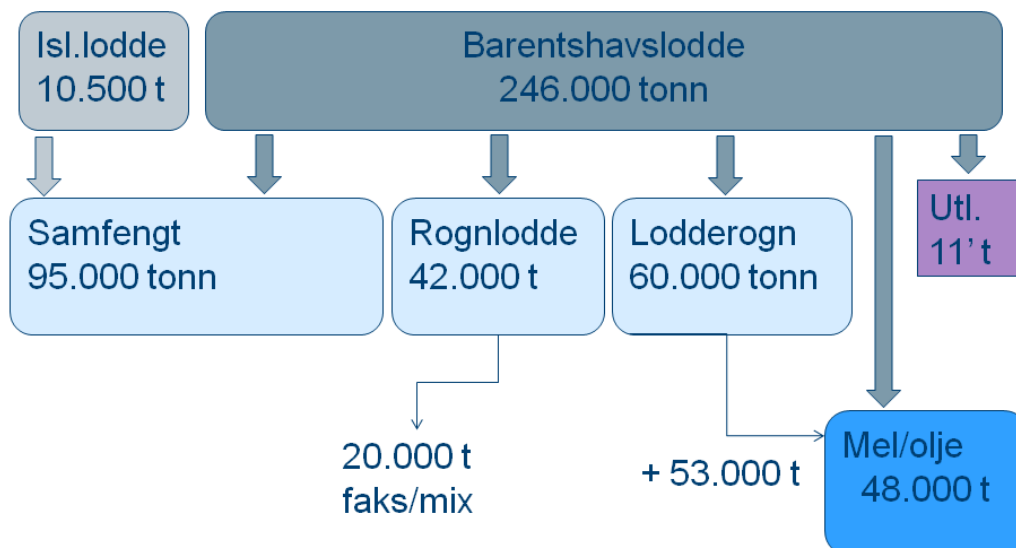 Isl.lodde
10.500 t
Barentshavslodde
246.000 tonn
Samfengt
95.000 tonn
Rognlodde
42.000 t
Lodderogn
60.000 tonn
Utl.
11’ t
20.000 t
faks/mix
+ 53.000 t
Mel/olje
48.000 t